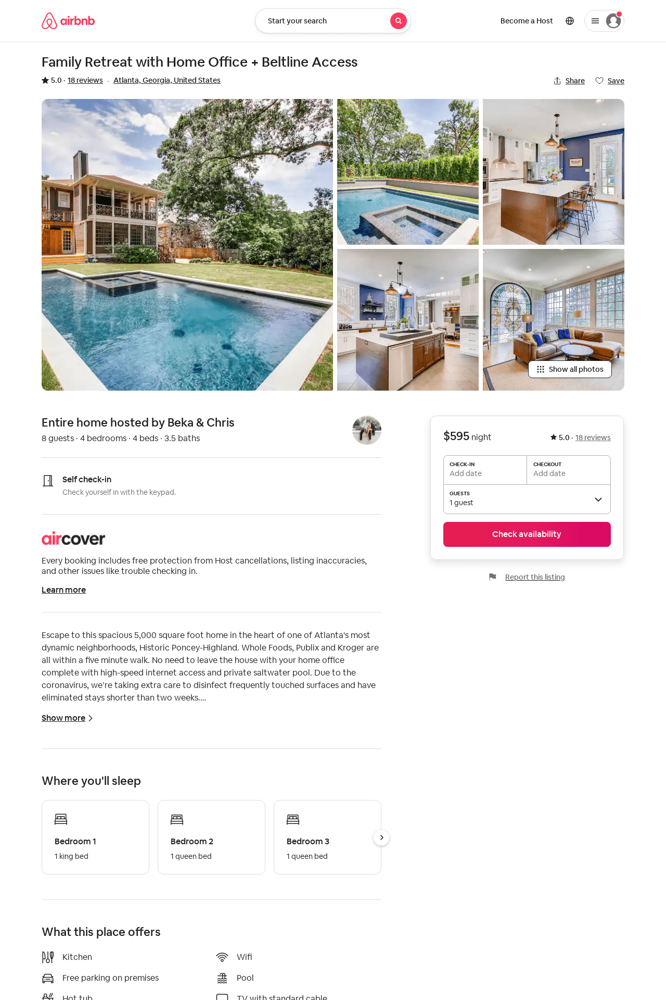 airbnb
Start your search
Become a Host
Family Retreat with Home Office + Beltline Access
5.0 · 18 reviews · Atlanta, Georgia, United States
Share
Save
Show all photos
Entire home hosted by Beka & Chris
8 guests · 4 bedrooms · 4 beds · 3.5 baths
Self check-in
Check yourself in with the keypad.
aircover
Every booking includes free protection from Host cancellations, listing inaccuracies,
and other issues like trouble checking in.
Learn more
Escape to this spacious 5,000 square foot home in the heart of one of Atlanta's most
dynamic neighborhoods, Historic Poncey-Highland. Whole Foods, Publix and Kroger are
all within a five minute walk. No need to leave the house with your home office
complete with high-speed internet access and private saltwater pool. Due to the
coronavirus, we’re taking extra care to disinfect frequently touched surfaces and have
eliminated stays shorter than two weeks....
Show more
Where you'll sleep
Bedroom 1
1 king bed
Bedroom 2
1 queen bed
Bedroom 3
1 queen bed
What this place offers
Kitchen
Wifi
Free parking on premises
Pool
Hot tub
TV with standard cable
$595 night
5.0 · 18 reviews
CHECK-IN
Add date
CHECKOUT
Add date
GUESTS
1 guest
Check availability
Report this listing